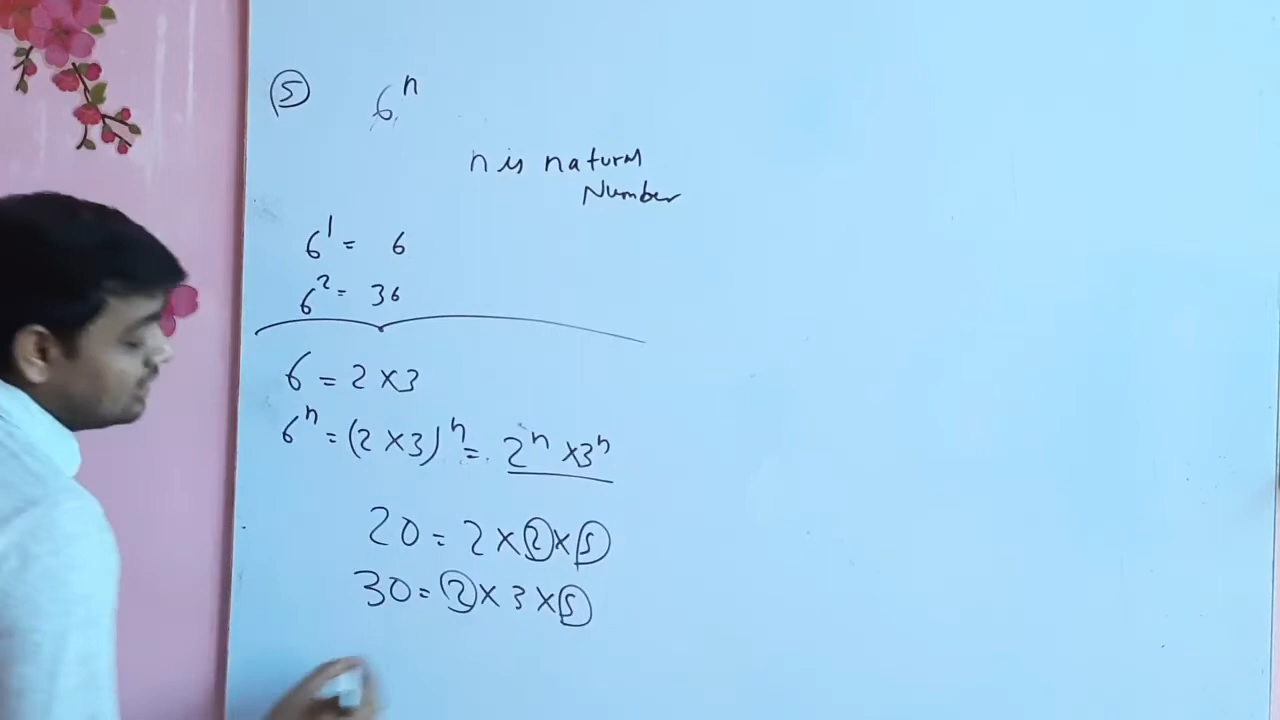 ⑤ 6ⁿ
n is natural
Number
6¹ = 6
6² = 36
6 = 2 × 3
6ⁿ = (2 × 3)ⁿ = 2ⁿ × 3ⁿ
20 = 2 × ② × ⑤
30 = ② × 3 × ⑤